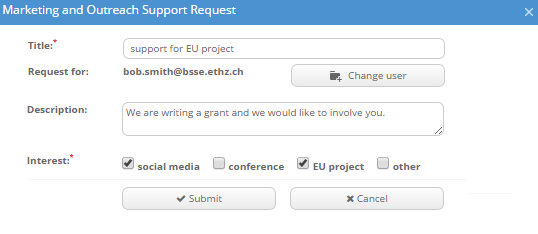 Marketing and Outreach Support Request
Title:*
support for EU project
Request for: bob.smith@bsse.ethz.ch Change user
Description:
We are writing a grant and we would like to involve you.
Interest:* social media conference EU project other
Submit Cancel